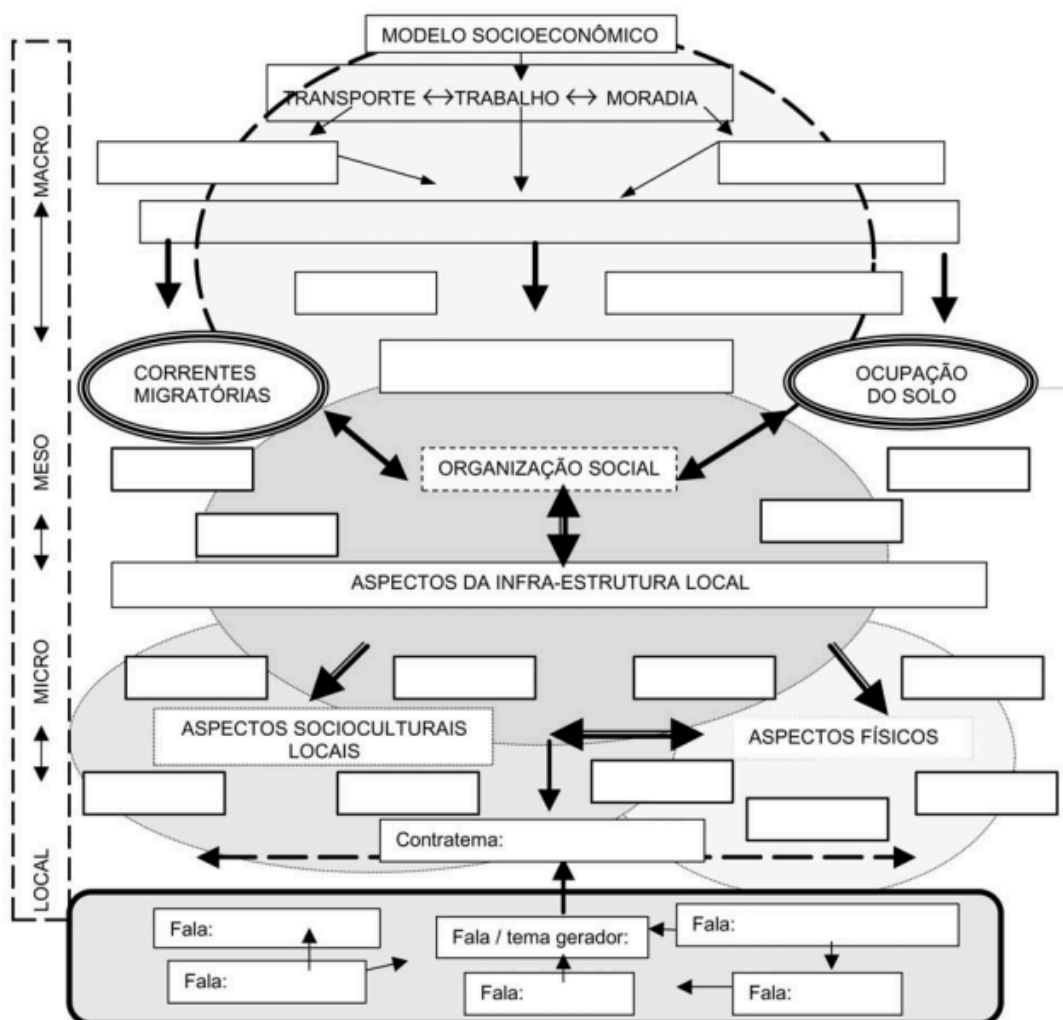 MODELO SOCIOECONÔMICO
TRANSPORTE ↔TRABALHO ↔ MORADIA
MACRO
CORRENTES
MIGRATÓRIAS
OCUPAÇÃO
DO SOLO
MESO
ORGANIZAÇÃO SOCIAL
ASPECTOS DA INFRA-ESTRUTURA LOCAL
MICRO
ASPECTOS SOCIOCULTURAIS
LOCAIS
ASPECTOS FÍSICOS
Contratema:
LOCAL
Fala:
Fala / tema gerador:
Fala:
Fala:
Fala:
Fala: